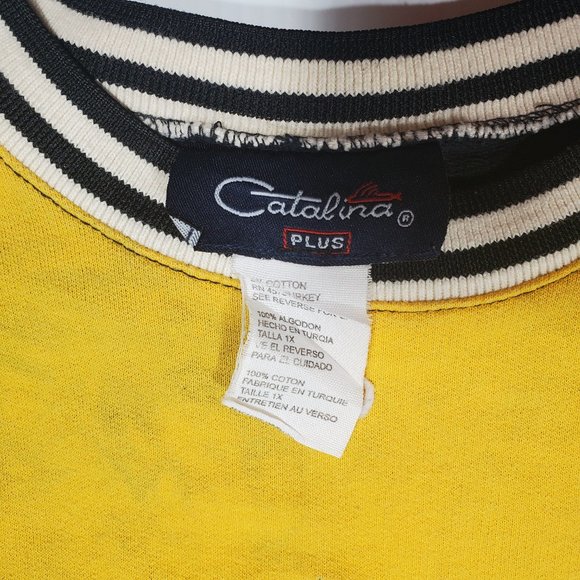 Catalina ®
PLUS
COTTON
SEE REVERSE FOR
100% ALGODON
HECHO EN TURQIA
TALLA 1X
VE EL REVERSO
PARA EL CUIDADO
100% COTON
FABRIQUE EN TURQUIE
TAILLE 1X
ENTRETIEN AU VERSO